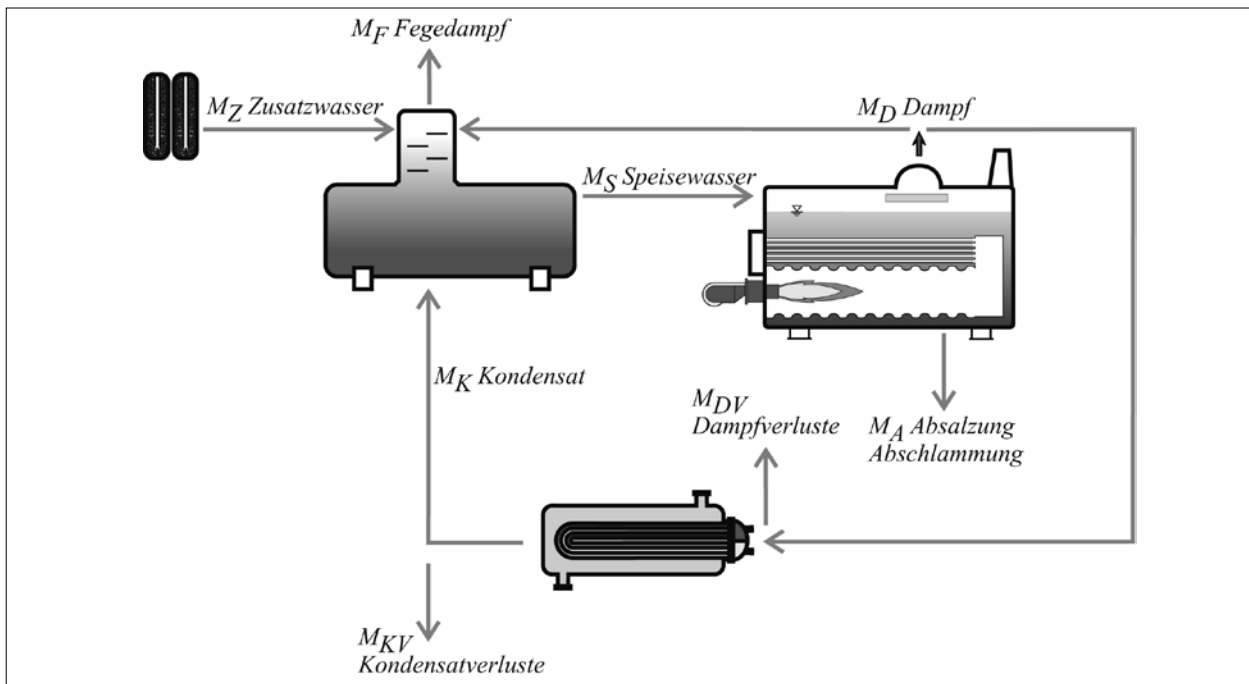 M_F Fegedampf
M_Z Zusatzwasser
M_D Dampf
M_S Speisewasser
M_K Kondensat
M_DV
Dampfverluste
M_A Absalzung
Abschlammung
M_KV
Kondensatverluste